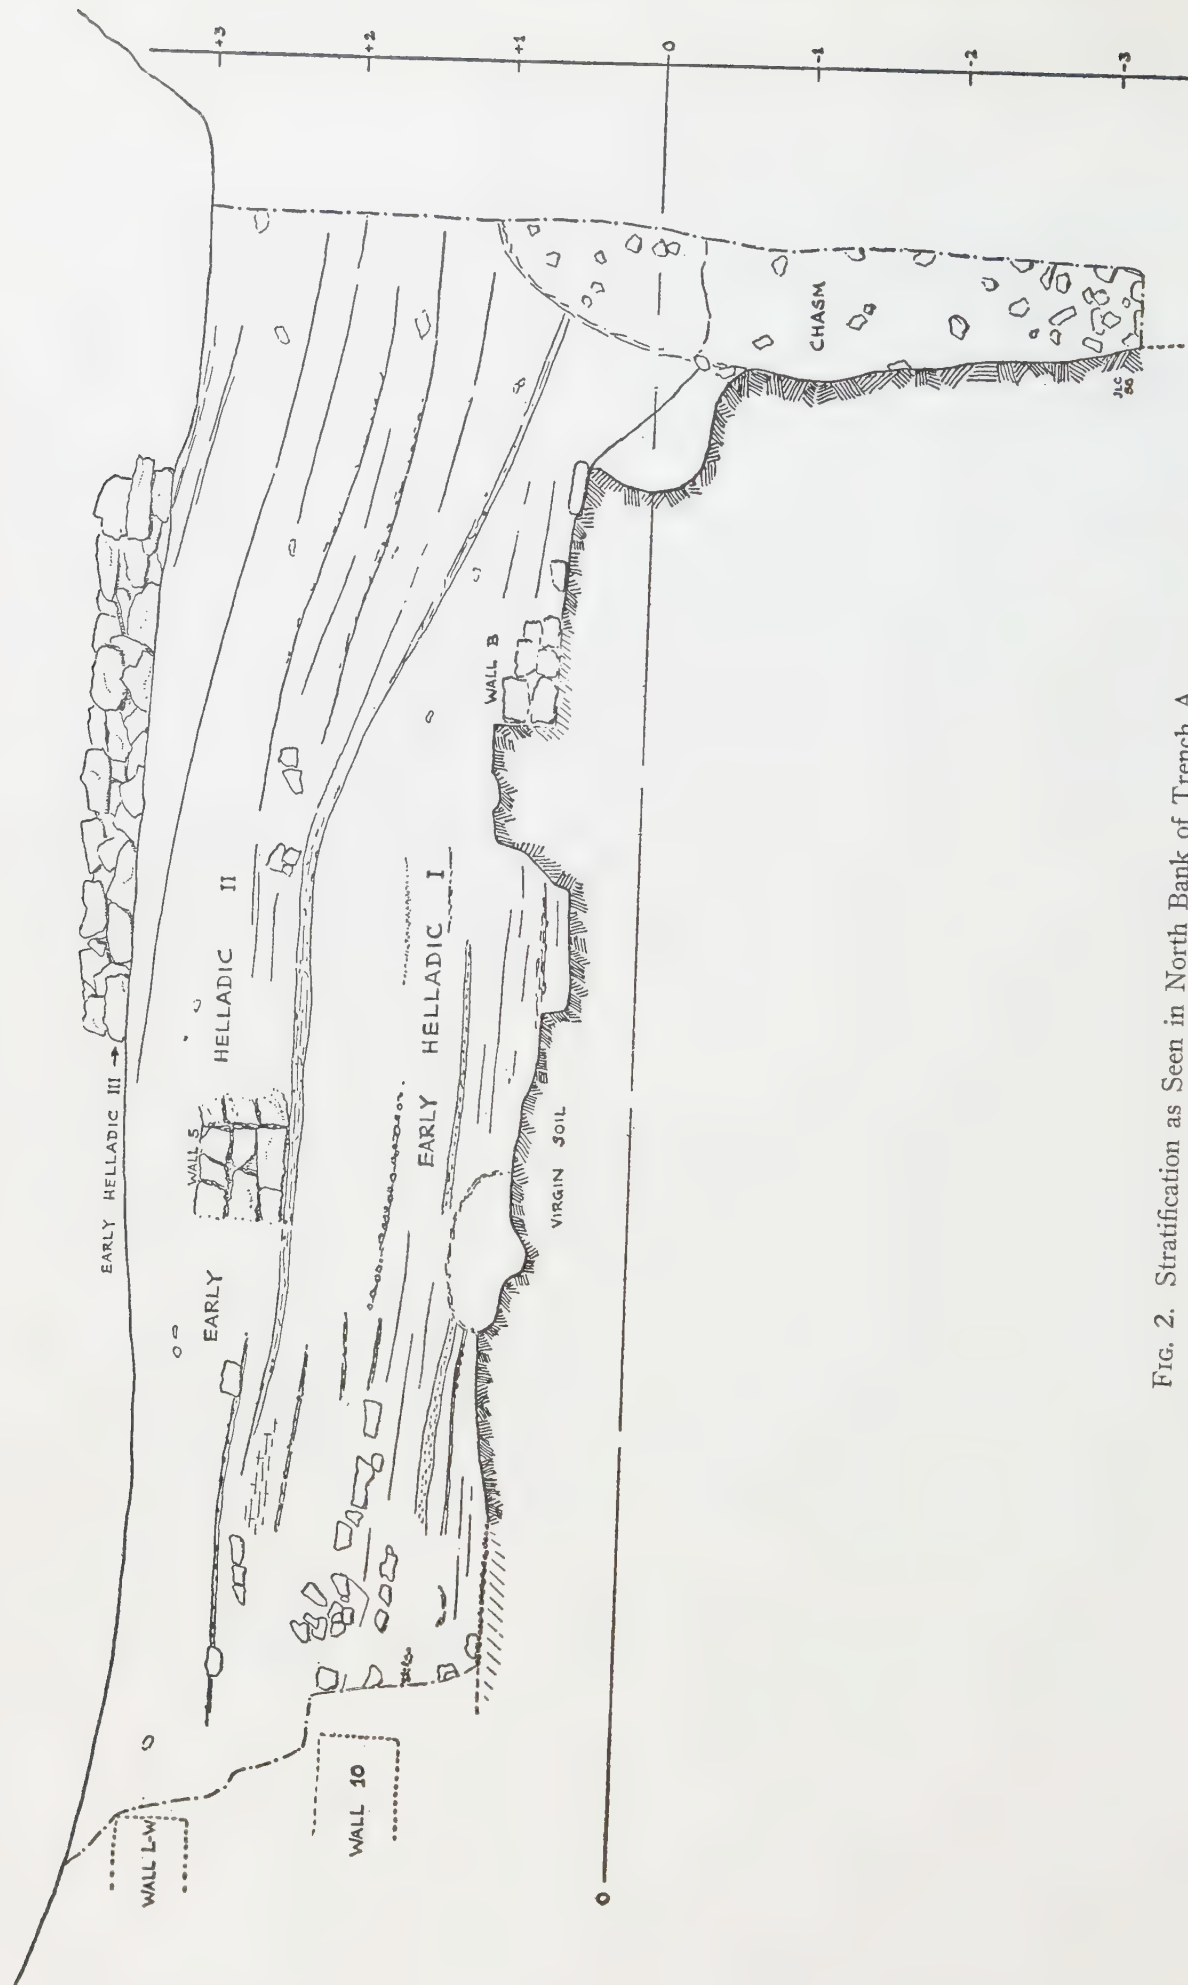 EARLY HELLADIC III →
WALL L-W
WALL S
EARLY HELLADIC II
WALL 10
EARLY HELLADIC I
WALL B
VIRGIN SOIL
CHASM
+3
+2
+1
0
-1
-2
-3
0
JLC
FIG. 2. Stratification as Seen in North Bank of Trench A